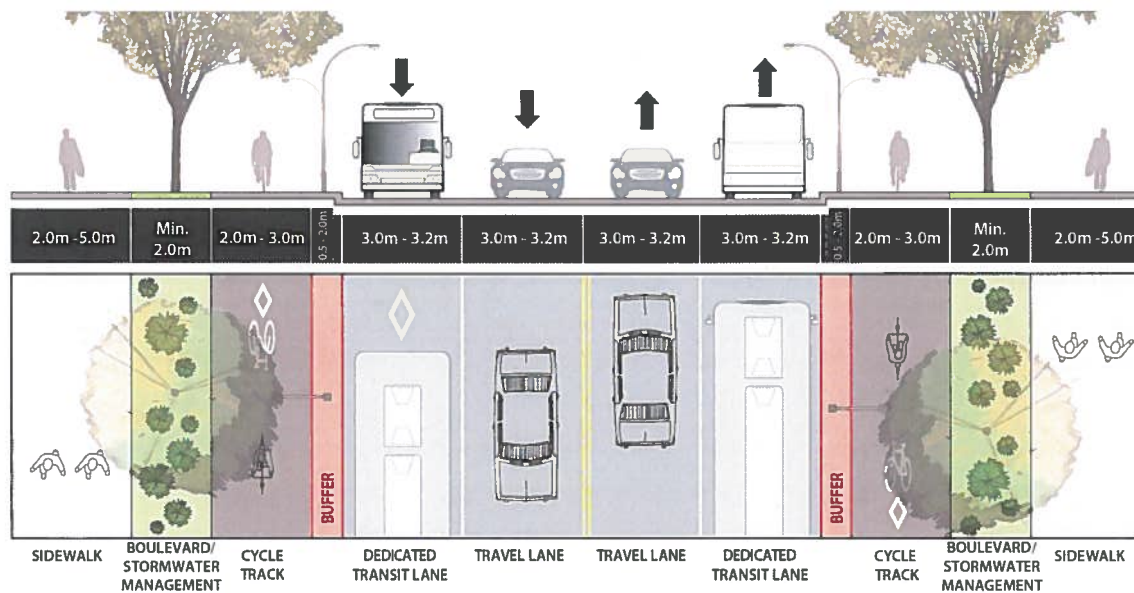 2.0m -5.0m
Min.
2.0m
2.0m - 3.0m
0.5 - 2.0m
3.0m - 3.2m
3.0m - 3.2m
3.0m - 3.2m
3.0m - 3.2m
0.5 - 2.0m
2.0m - 3.0m
Min.
2.0m
2.0m -5.0m
BUFFER
BUFFER
SIDEWALK
BOULEVARD/
STORMWATER
MANAGEMENT
CYCLE
TRACK
DEDICATED
TRANSIT LANE
TRAVEL LANE
TRAVEL LANE
DEDICATED
TRANSIT LANE
CYCLE
TRACK
BOULEVARD/
STORMWATER
MANAGEMENT
SIDEWALK